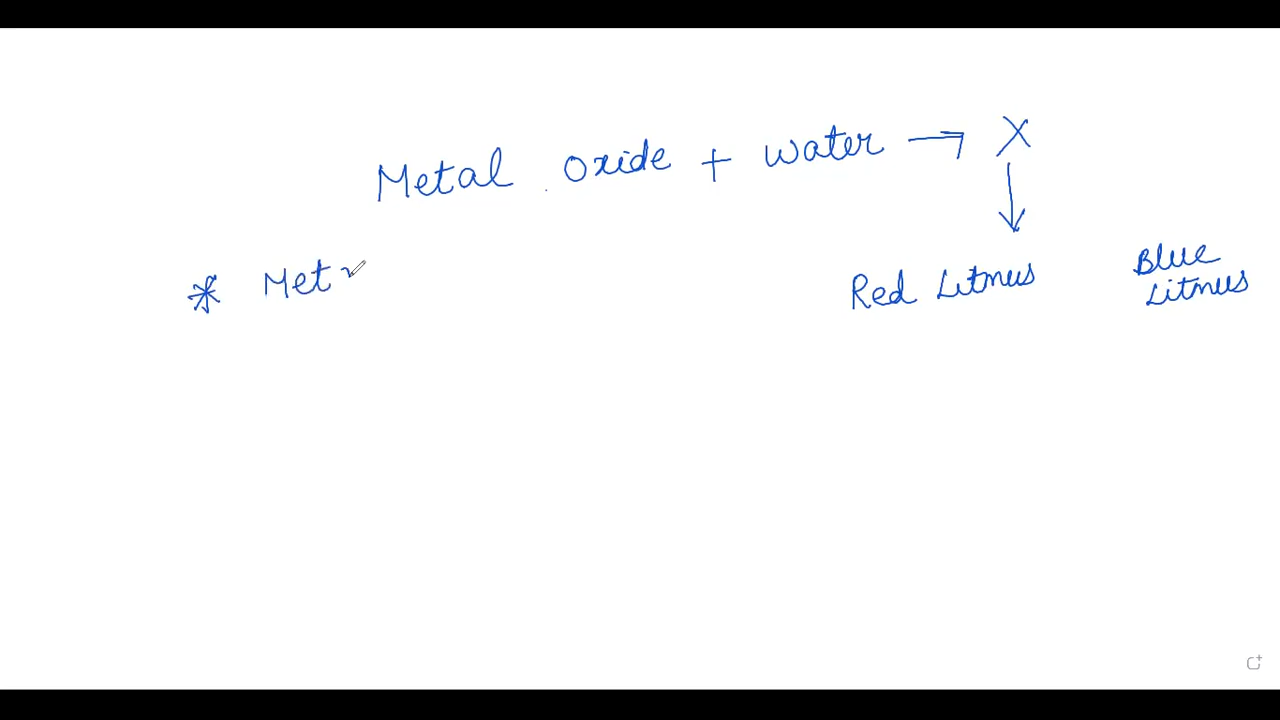 Metal oxide + water → X
↓
Red Litmus Blue Litmus
* Met